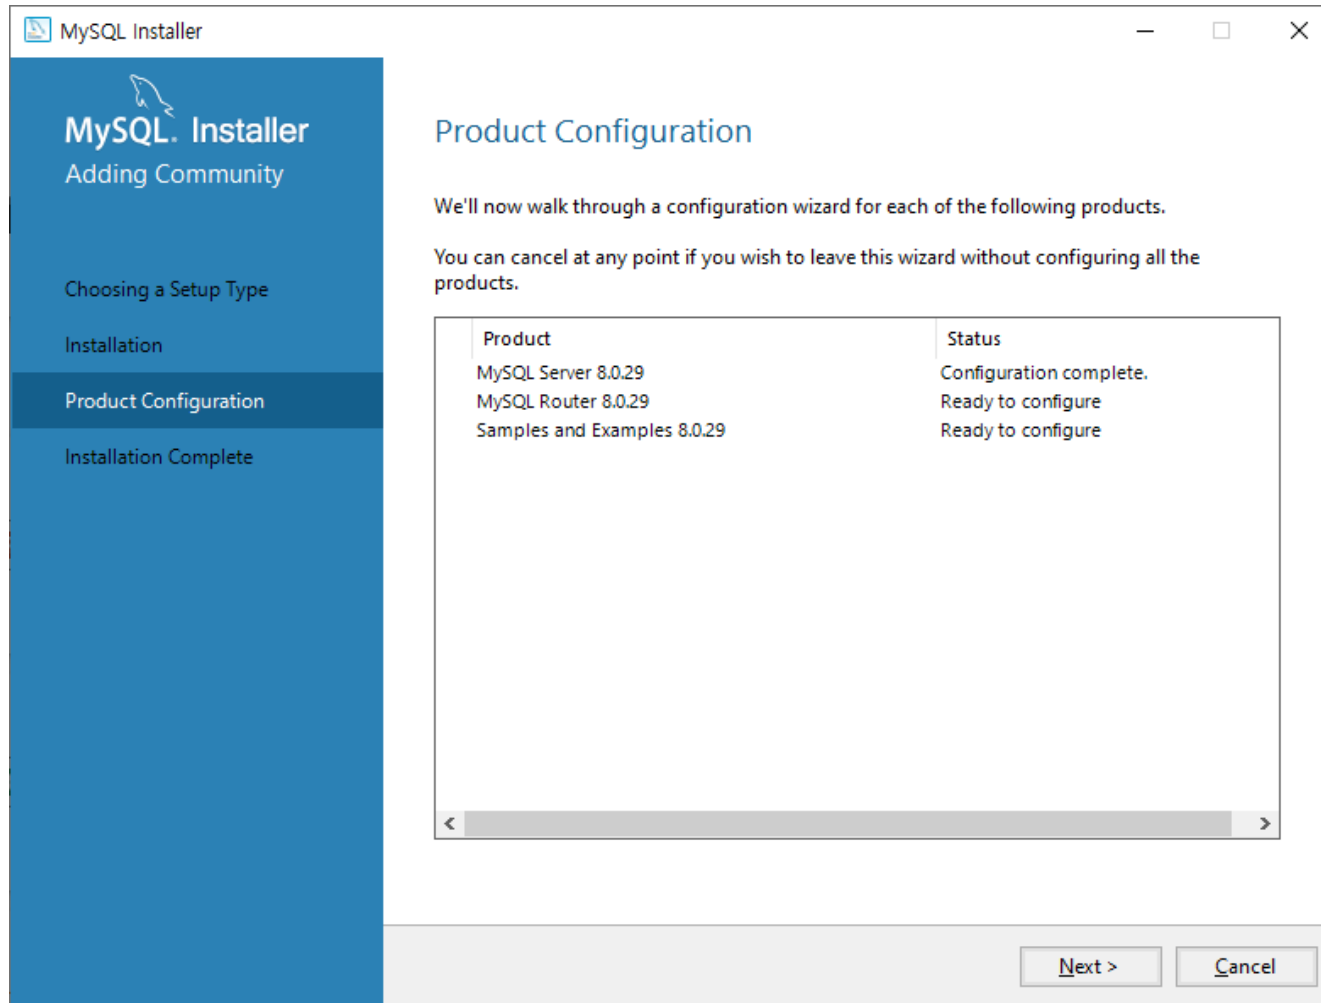 MySQL Installer
MySQL. Installer
Adding Community
Choosing a Setup Type
Installation
Product Configuration
Installation Complete
Product Configuration
We'll now walk through a configuration wizard for each of the following products.
You can cancel at any point if you wish to leave this wizard without configuring all the
products.
Product Status
MySQL Server 8.0.29 Configuration complete.
MySQL Router 8.0.29 Ready to configure
Samples and Examples 8.0.29 Ready to configure
Next > Cancel